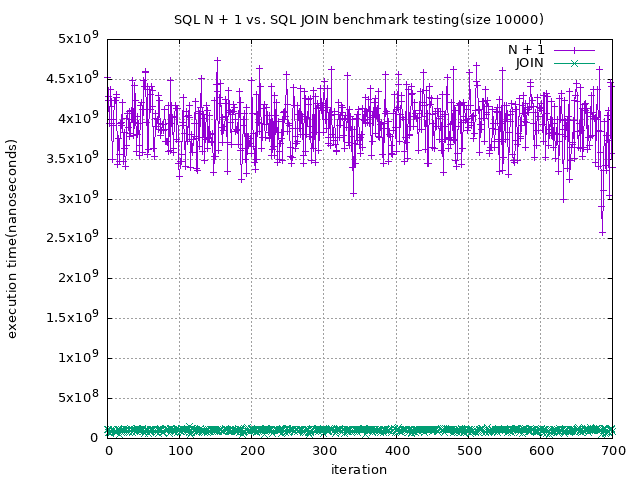 SQL N + 1 vs. SQL JOIN benchmark testing(size 10000)
N + 1
JOIN
5x10^9
4.5x10^9
4x10^9
3.5x10^9
3x10^9
2.5x10^9
2x10^9
1.5x10^9
1x10^9
5x10^8
0
execution time(nanoseconds)
0 100 200 300 400 500 600 700
iteration